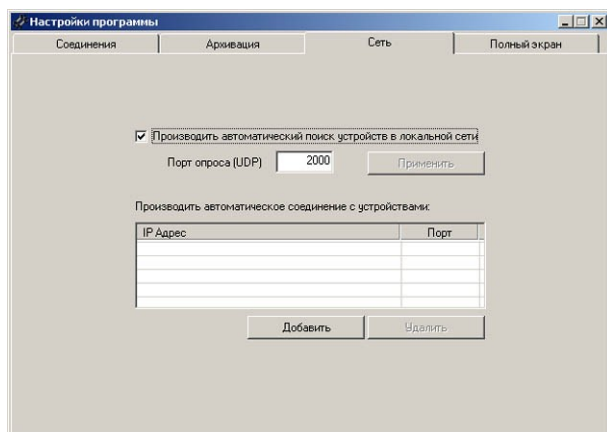 Настройки программы
Соединения Архивация Сеть Полный экран
Производить автоматический поиск устройств в локальной сети
Порт опроса (UDP) 2000 Применить
Производить автоматическое соединение с устройствами:
IP Адрес Порт
Добавить Удалить